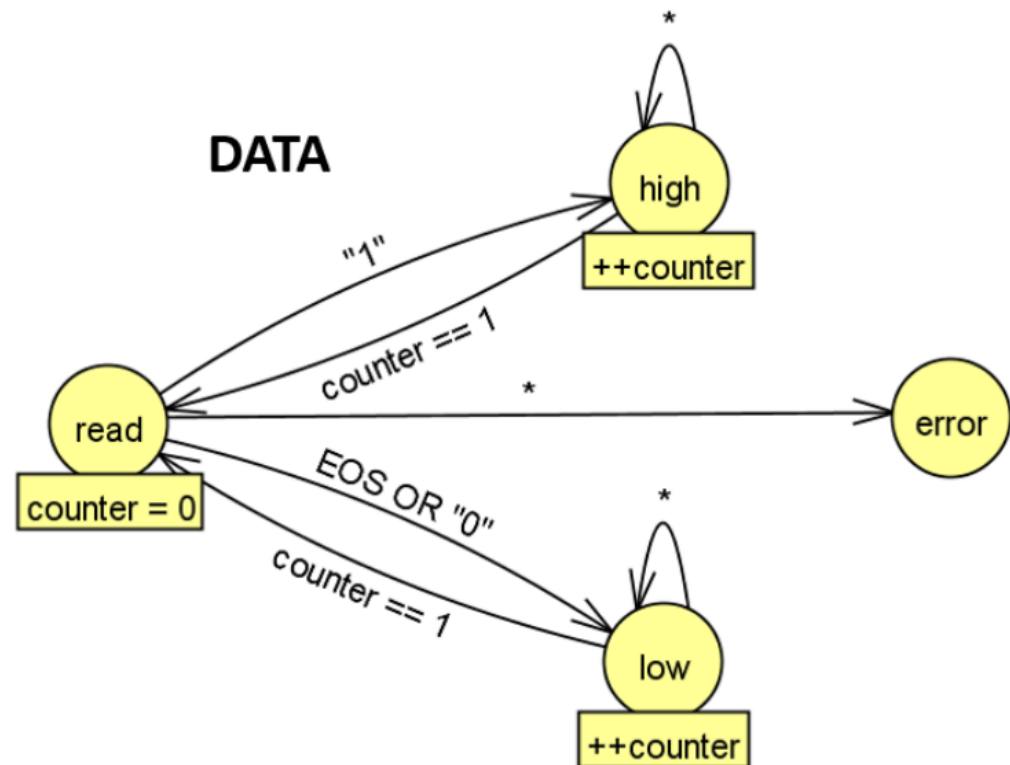 *
DATA
high
"1"
++counter
counter == 1
*
read
error
counter = 0
EOS OR "0"
*
counter == 1
low
++counter